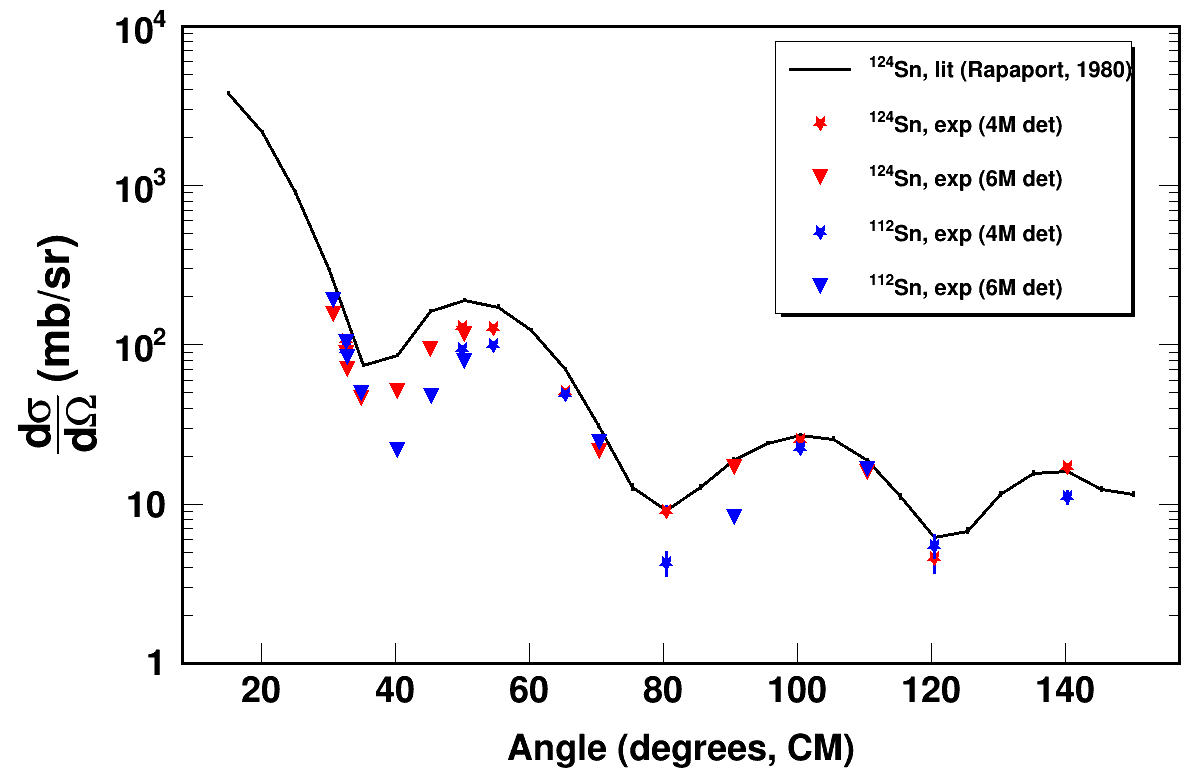 10⁴
10³
10²
10
1
dσ
dΩ (mb/sr)
¹²⁴Sn, lit (Rapaport, 1980)
¹²⁴Sn, exp (4M det)
¹²⁴Sn, exp (6M det)
¹¹²Sn, exp (4M det)
¹¹²Sn, exp (6M det)
20 40 60 80 100 120 140
Angle (degrees, CM)